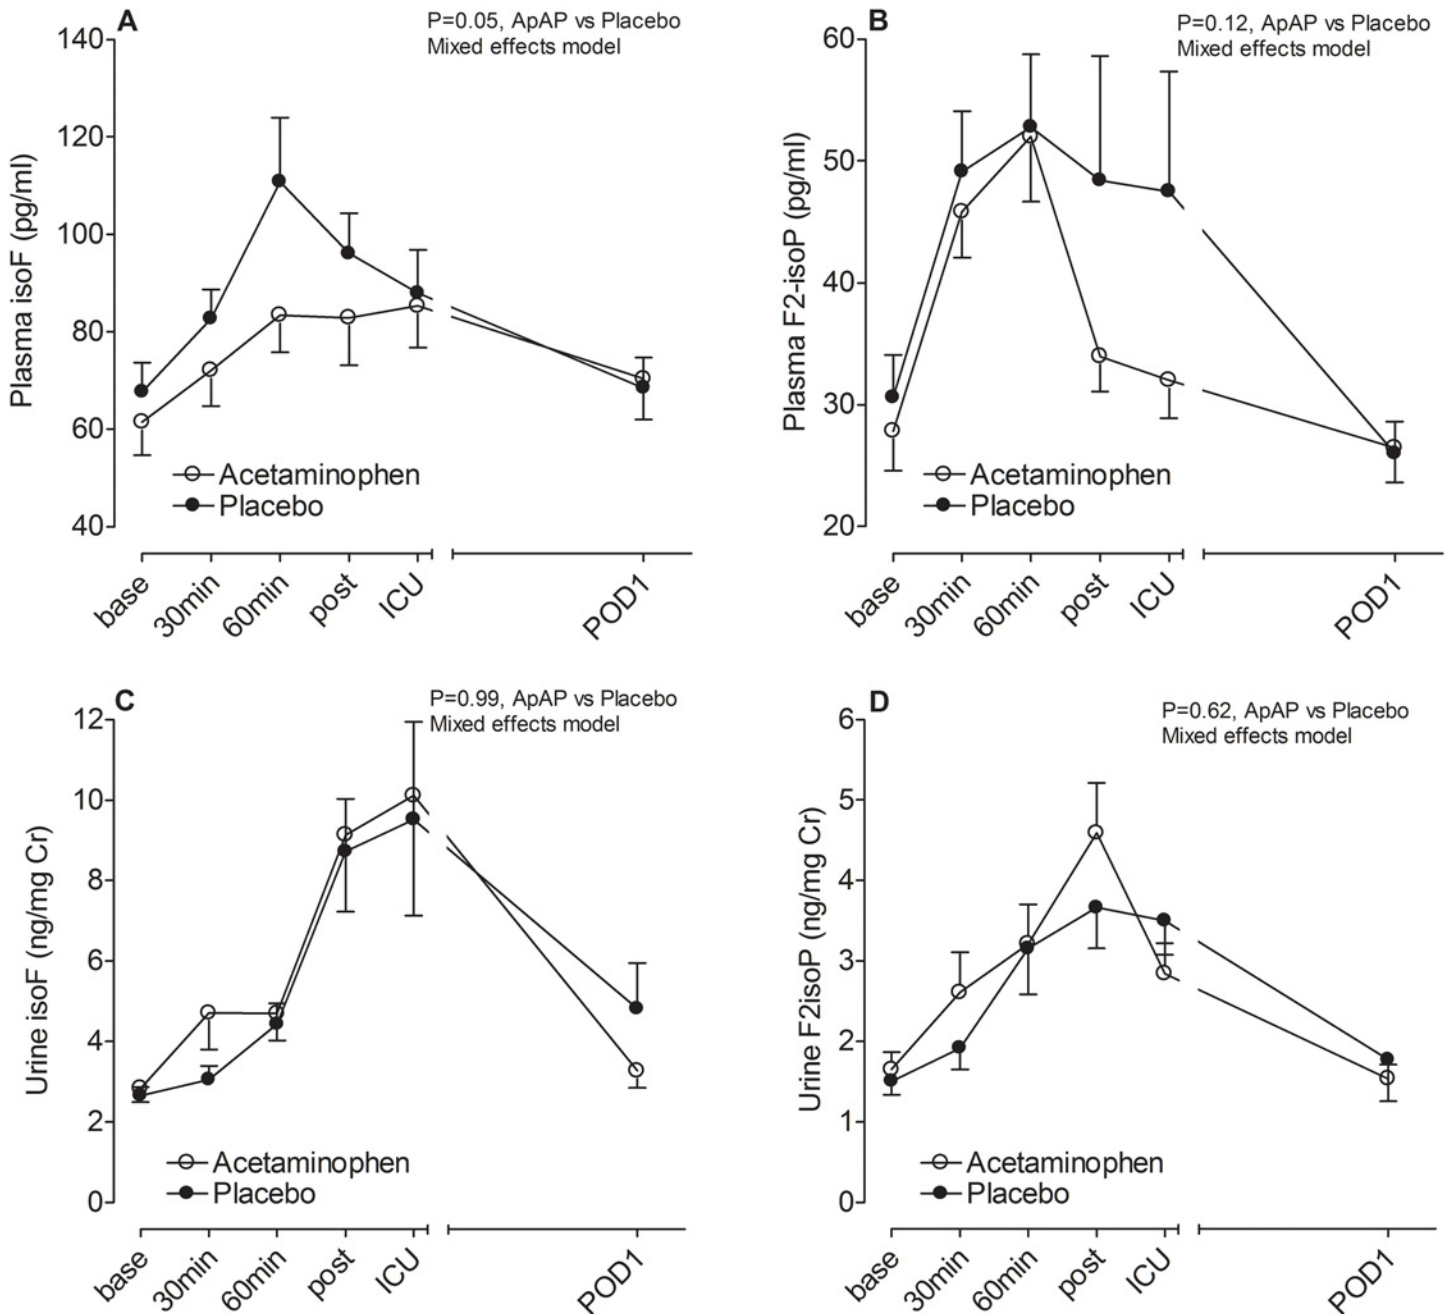 A
P=0.05, ApAP vs Placebo
Mixed effects model
140
120
100
80
60
40
Plasma isoF (pg/ml)
Acetaminophen
Placebo
base
30min
60min
post
ICU
POD1
B
P=0.12, ApAP vs Placebo
Mixed effects model
60
50
40
30
20
Plasma F2-isoP (pg/ml)
Acetaminophen
Placebo
base
30min
60min
post
ICU
POD1
C
P=0.99, ApAP vs Placebo
Mixed effects model
12
10
8
6
4
2
0
Urine isoF (ng/mg Cr)
Acetaminophen
Placebo
base
30min
60min
post
ICU
POD1
D
P=0.62, ApAP vs Placebo
Mixed effects model
6
5
4
3
2
1
0
Urine F2isoP (ng/mg Cr)
Acetaminophen
Placebo
base
30min
60min
post
ICU
POD1